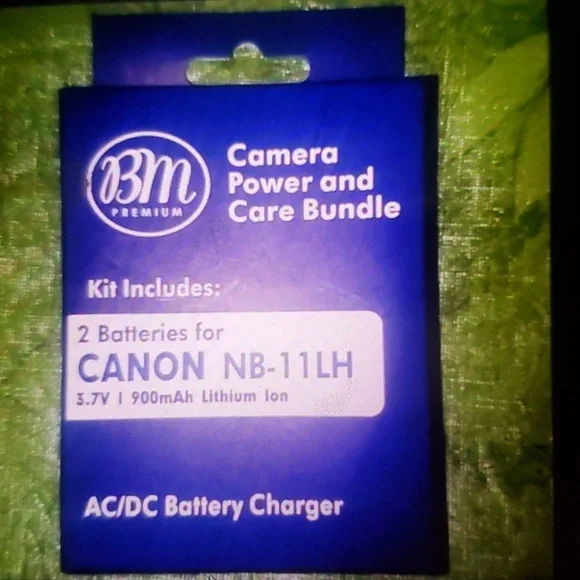 BM
PREMIUM
Camera
Power and
Care Bundle
Kit Includes:
2 Batteries for
CANON NB-11LH
3.7V | 900mAh Lithium Ion
AC/DC Battery Charger